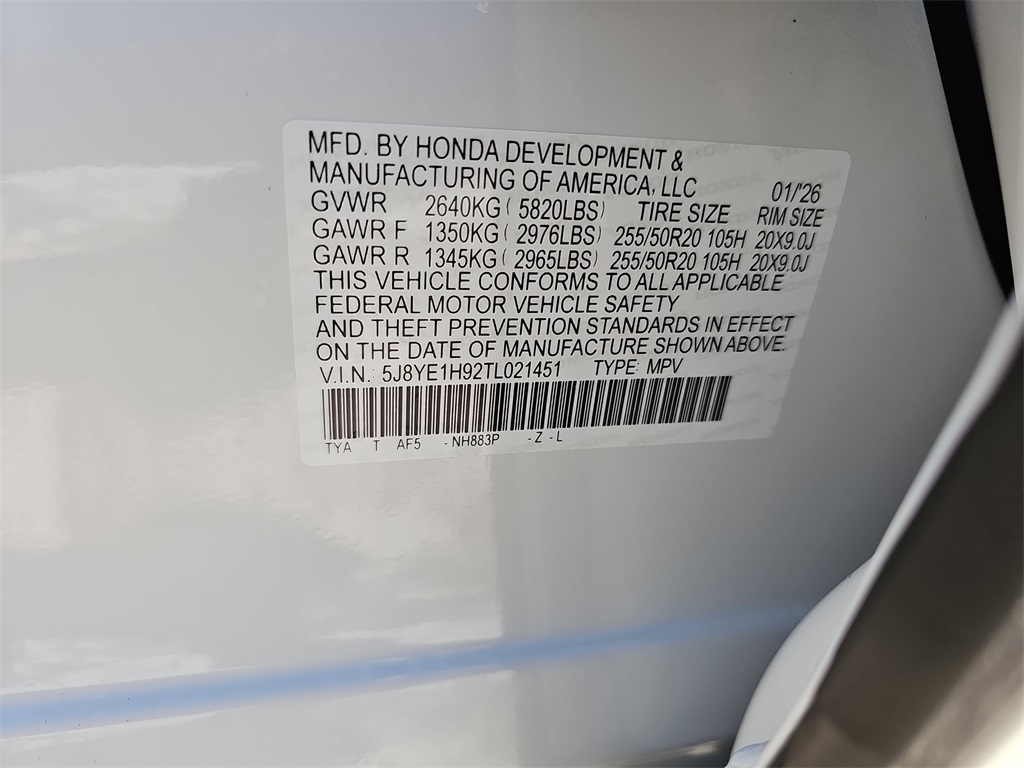 MFD. BY HONDA DEVELOPMENT &
MANUFACTURING OF AMERICA, LLC 01/'26
GVWR 2640KG ( 5820LBS) TIRE SIZE RIM SIZE
GAWR F 1350KG ( 2976LBS) 255/50R20 105H 20X9.0J
GAWR R 1345KG ( 2965LBS) 255/50R20 105H 20X9.0J
THIS VEHICLE CONFORMS TO ALL APPLICABLE
FEDERAL MOTOR VEHICLE SAFETY
AND THEFT PREVENTION STANDARDS IN EFFECT
ON THE DATE OF MANUFACTURE SHOWN ABOVE.
V.I.N. 5J8YE1H92TL021451 TYPE: MPV
TYA T AF5 -NH883P -Z -L